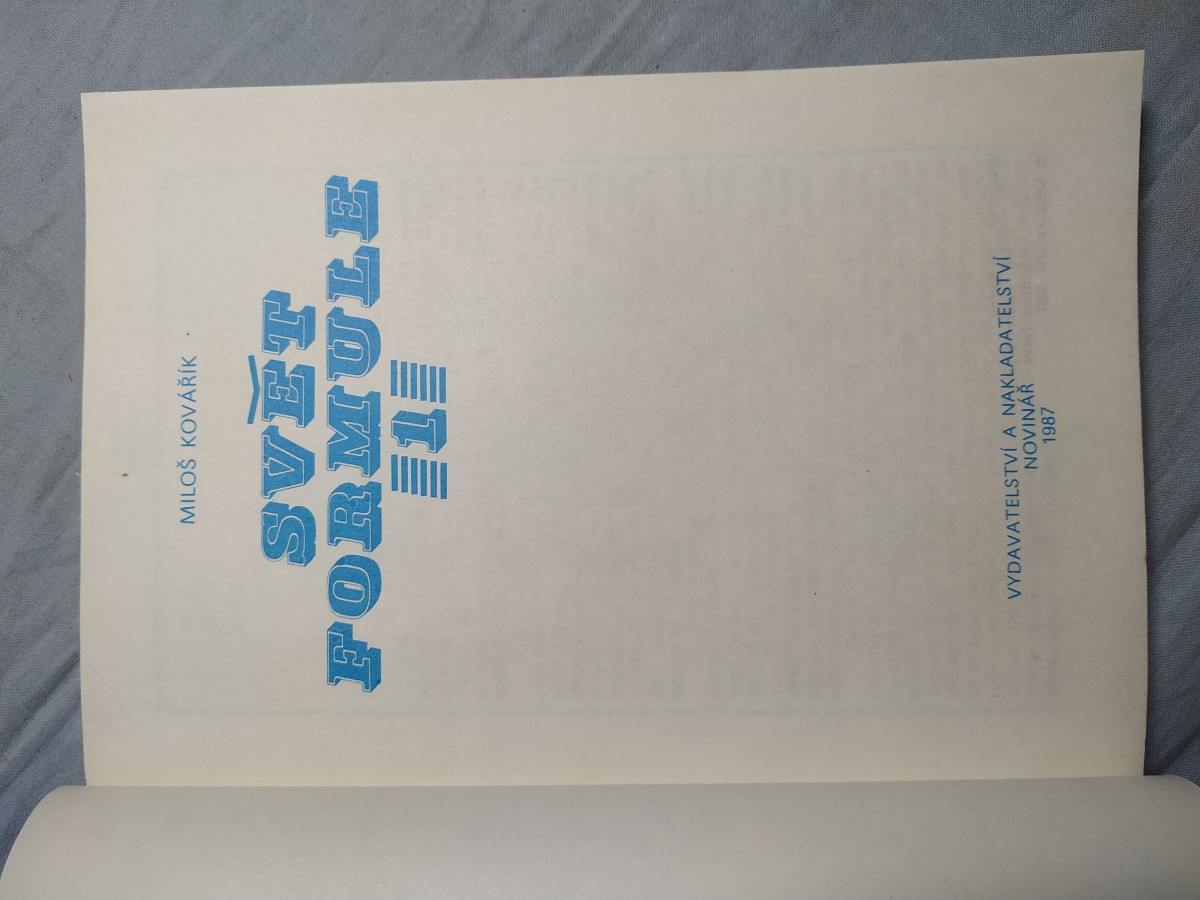 MILOŠ KOVÁŘÍK
SVĚT
FORMULE
1
VYDAVATELSTVÍ A NAKLADATELSTVÍ
NOVINÁŘ
1987